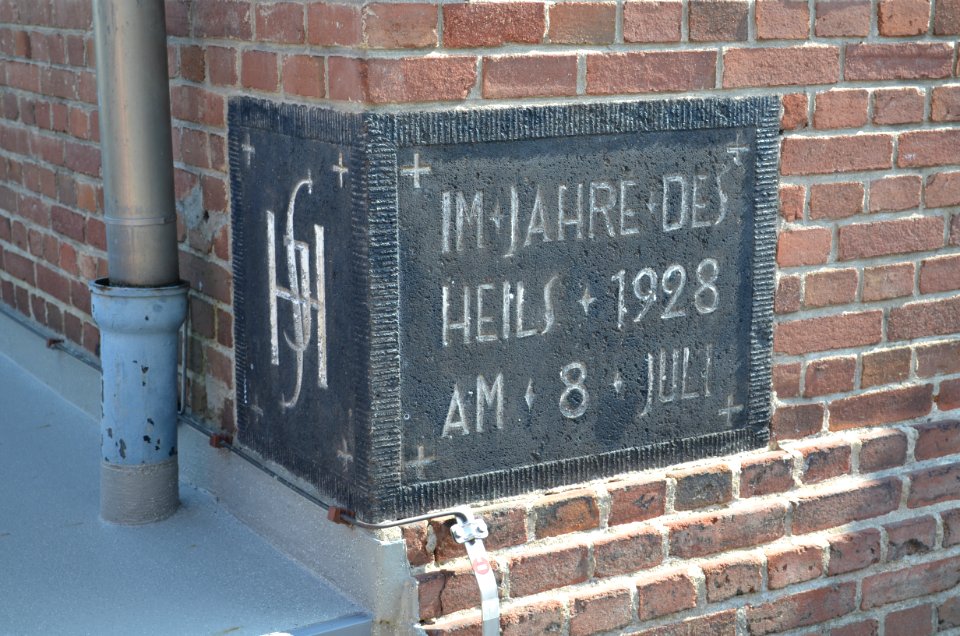 IHS
IM JAHRE DES
HEILS 1928
AM 8 JULI